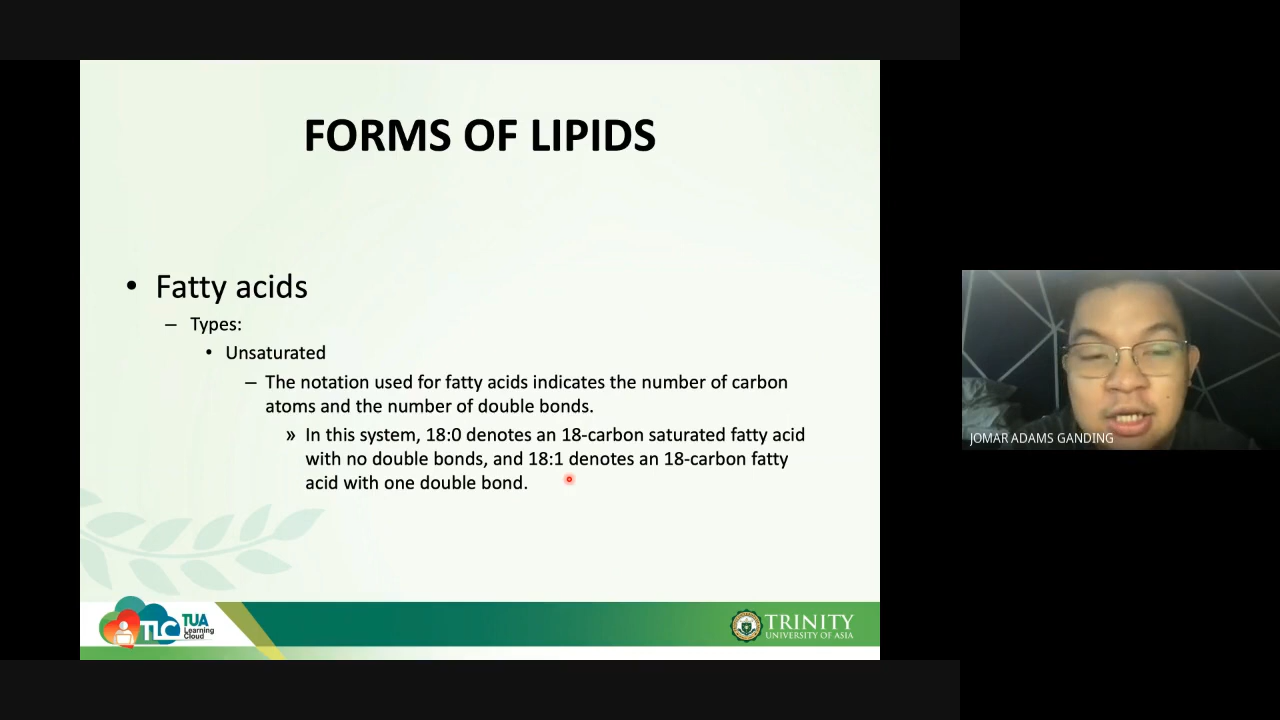 FORMS OF LIPIDS
• Fatty acids
– Types:
• Unsaturated
– The notation used for fatty acids indicates the number of carbon
atoms and the number of double bonds.
» In this system, 18:0 denotes an 18-carbon saturated fatty acid
with no double bonds, and 18:1 denotes an 18-carbon fatty
acid with one double bond.
JOMAR ADAMS GANDING
TLC TUA
Learning
Cloud
TRINITY
UNIVERSITY OF ASIA